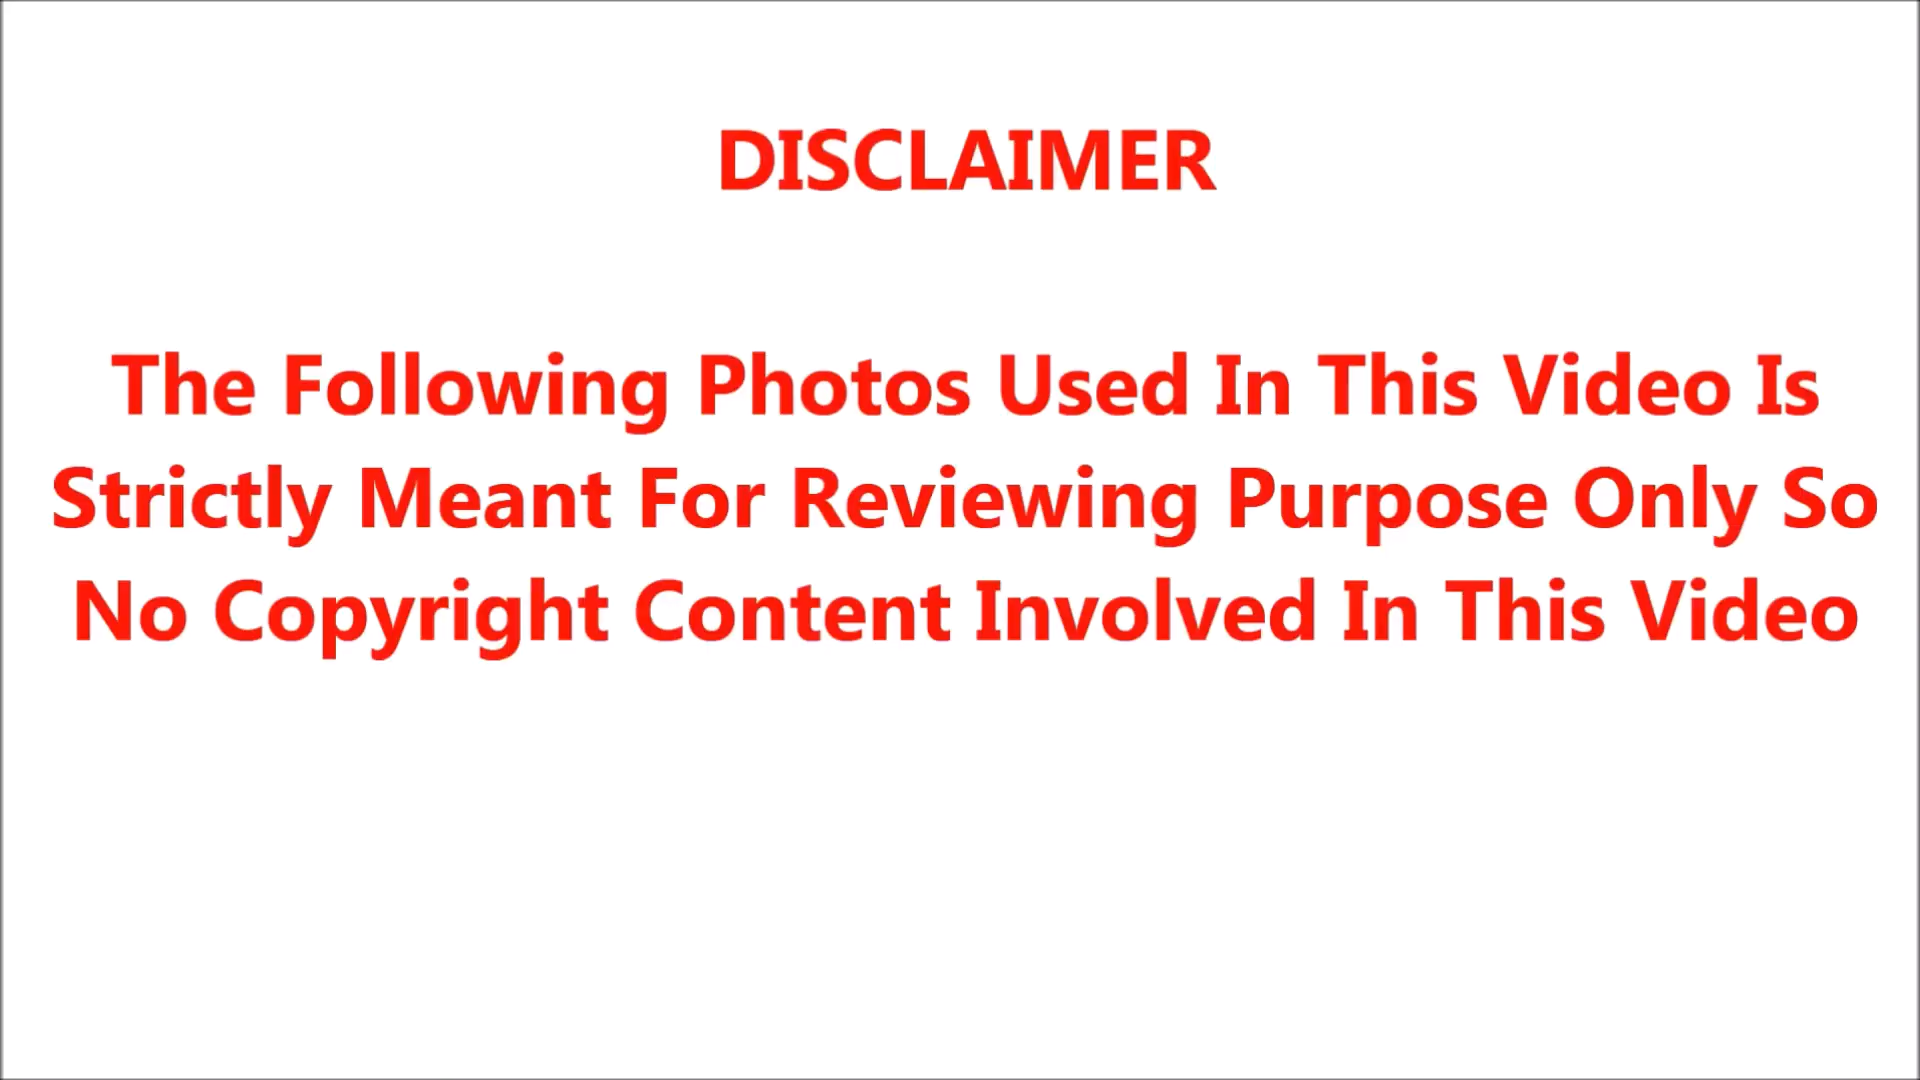 DISCLAIMER
The Following Photos Used In This Video Is
Strictly Meant For Reviewing Purpose Only So
No Copyright Content Involved In This Video